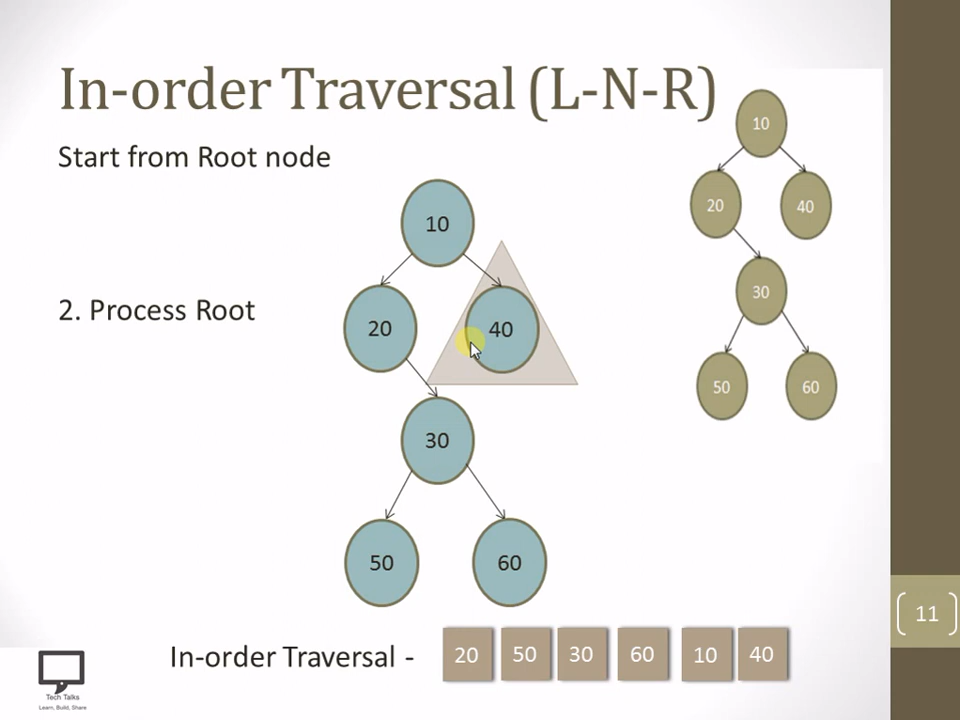 In-order Traversal (L-N-R)
Start from Root node
10
20
40
30
50
60
2. Process Root
10
20
40
30
50
60
In-order Traversal - 20 50 30 60 10 40
11
Tech Talks
Learn, Build, Share